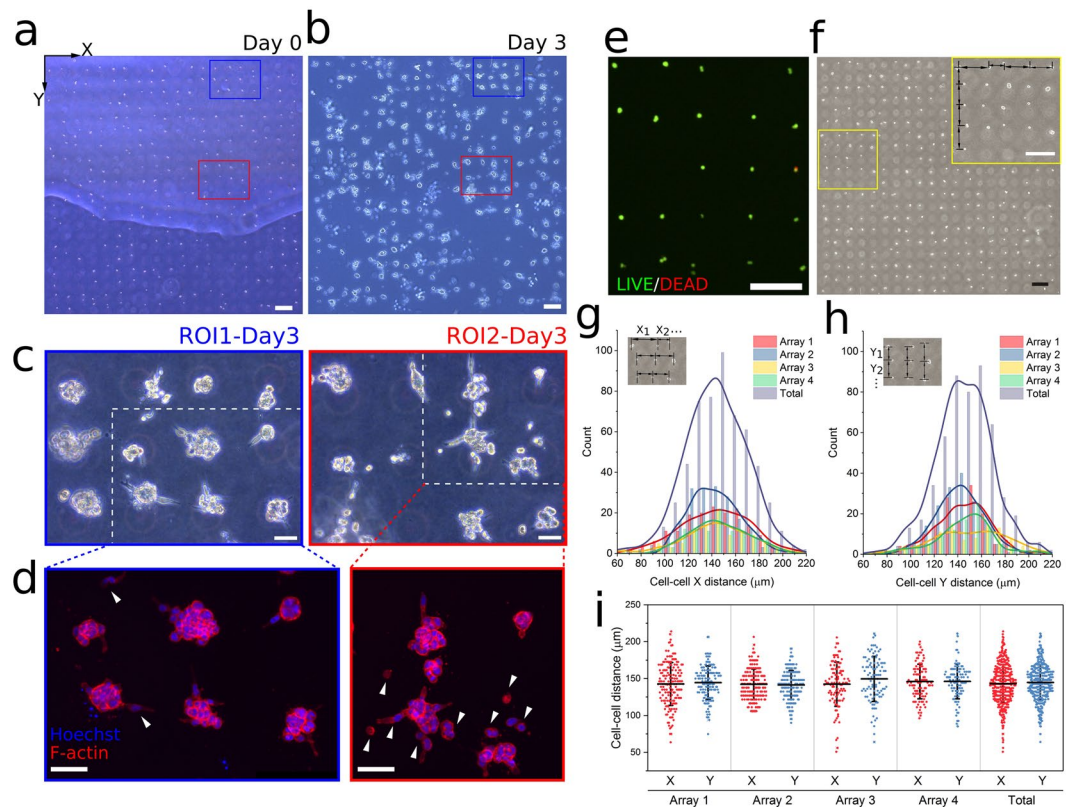 a
X
Y
Day 0
b
Day 3
ROI1-Day3
ROI2-Day3
c
d
Hoechst
F-actin
e
LIVE/DEAD
f
g
X1 X2...
Array 1
Array 2
Array 3
Array 4
Total
Count
100
80
60
40
20
0
60 80 100 120 140 160 180 200 220
Cell-cell X distance (μm)
h
Y1
Y2
...
Array 1
Array 2
Array 3
Array 4
Total
Count
100
80
60
40
20
0
60 80 100 120 140 160 180 200 220
Cell-cell Y distance (μm)
i
Cell-cell distance (μm)
250
200
150
100
50
X Y X Y X Y X Y X Y
Array 1 Array 2 Array 3 Array 4 Total